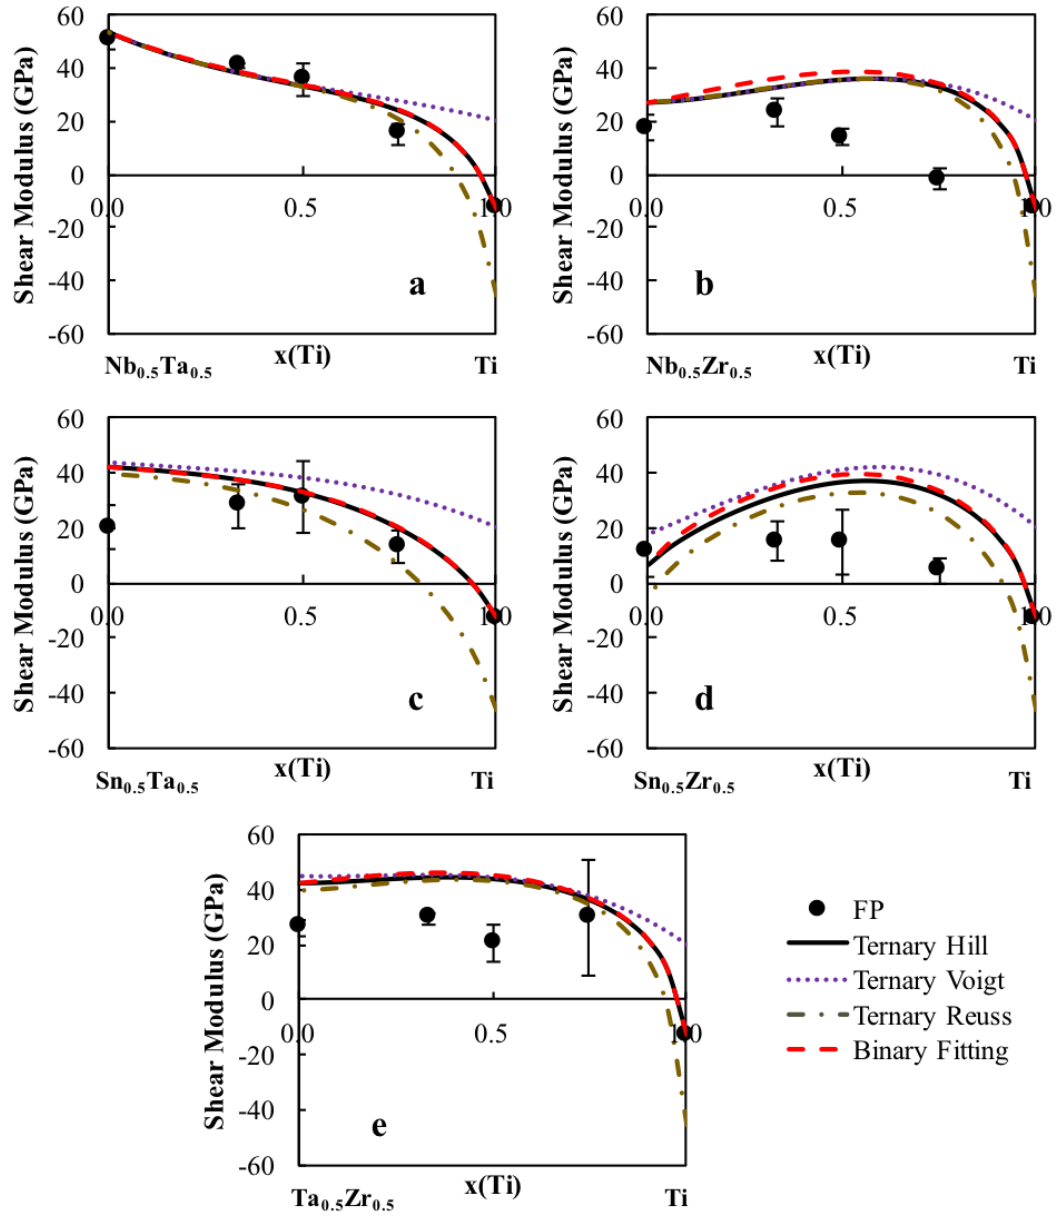 60
40
20
0
-20
-40
-60
Shear Modulus (GPa)
0.0
0.5
1.0
a
x(Ti)
Nb0.5Ta0.5
Ti
60
40
20
0
-20
-40
-60
Shear Modulus (GPa)
0.0
0.5
1.0
b
x(Ti)
Nb0.5Zr0.5
Ti
60
40
20
0
-20
-40
-60
Shear Modulus (GPa)
0.0
0.5
1.0
c
x(Ti)
Sn0.5Ta0.5
Ti
60
40
20
0
-20
-40
-60
Shear Modulus (GPa)
0.0
0.5
1.0
d
x(Ti)
Sn0.5Zr0.5
Ti
60
40
20
0
-20
-40
-60
Shear Modulus (GPa)
0.0
0.5
1.0
e
x(Ti)
Ta0.5Zr0.5
Ti
FP
Ternary Hill
Ternary Voigt
Ternary Reuss
Binary Fitting